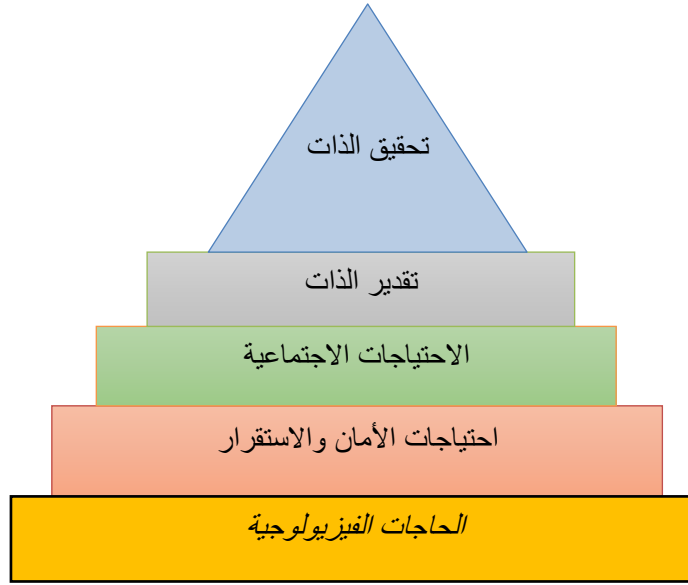 تحقيق الذات
تقدير الذات
الاحتياجات الاجتماعية
احتياجات الأمان والاستقرار
الحاجات الفيزيولوجية